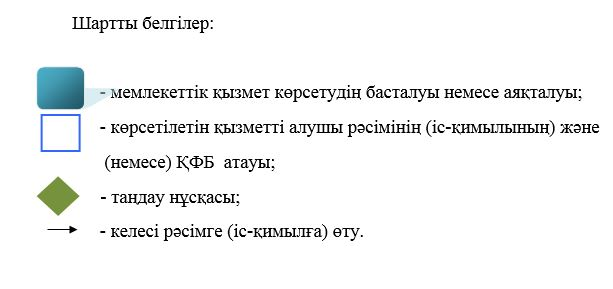 Шартты белгілер:
- мемлекеттік қызмет көрсетудің басталуы немесе аяқталуы;
- көрсетілетін қызметті алушы рәсімінің (іс-қимылының) және
(немесе) ҚФБ атауы;
- таңдау нұсқасы;
- келесі рәсімге (іс-қимылға) өту.